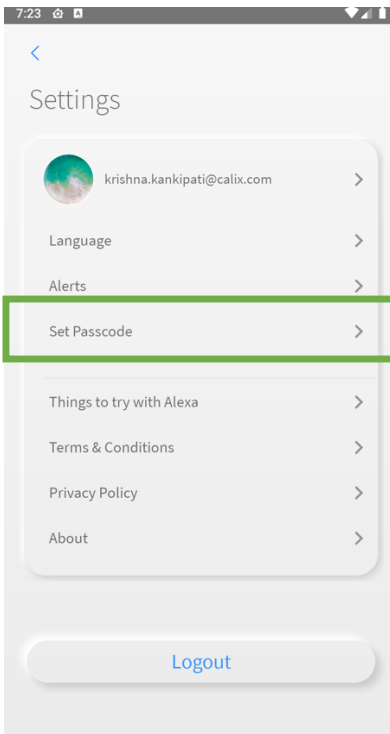 7:23
Settings
krishna.kankipati@calix.com
Language
Alerts
Set Passcode
Things to try with Alexa
Terms & Conditions
Privacy Policy
About
Logout